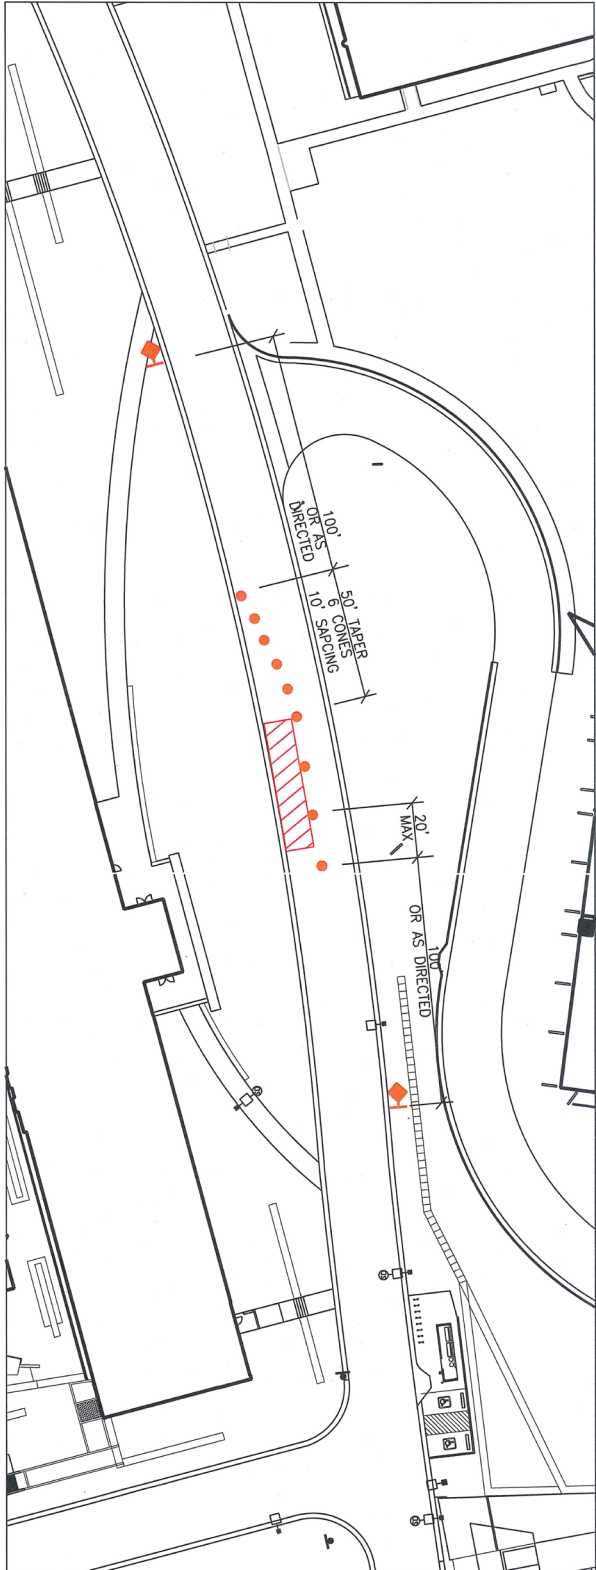 100'
OR AS
DIRECTED
50' TAPER
6 CONES
10' SAPCING
20'
MAX
100'
OR AS DIRECTED